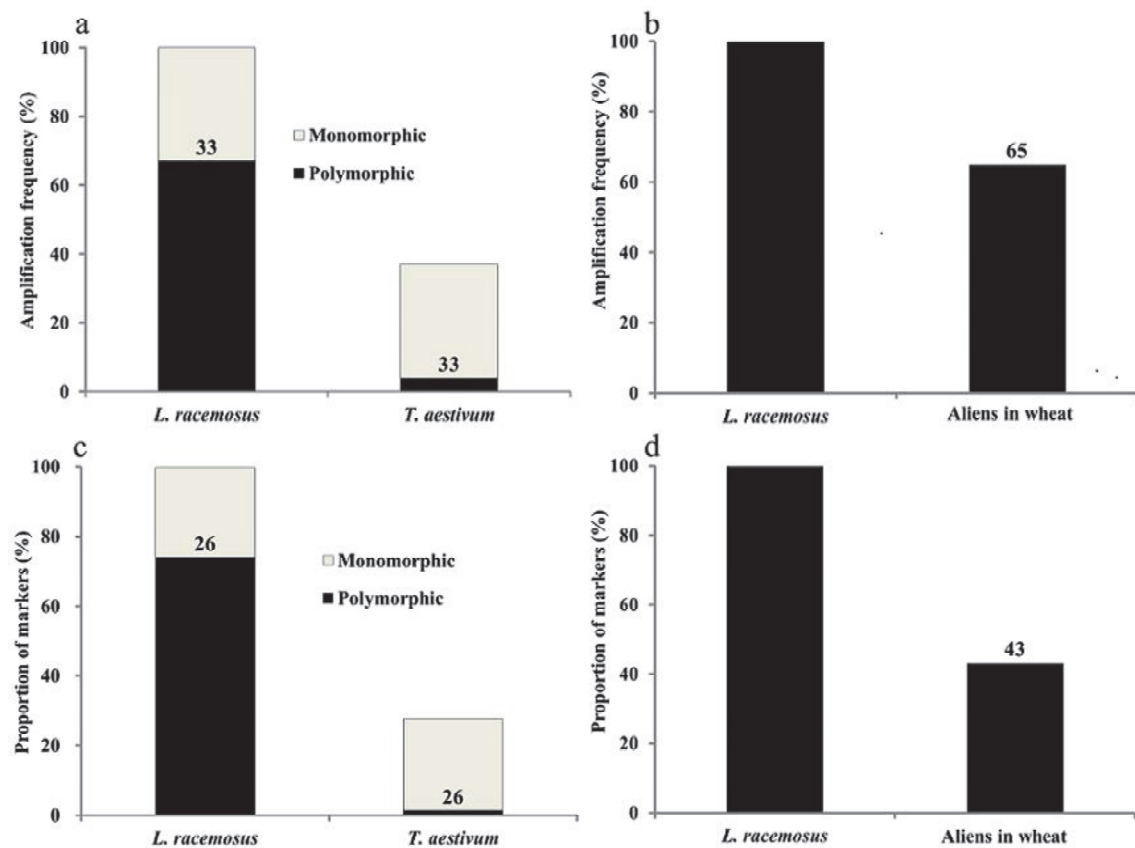 a
Amplification frequency (%)
100
80
60
40
20
0
33
33
Monomorphic
Polymorphic
L. racemosus
T. aestivum
b
Amplification frequency (%)
100
80
60
40
20
0
65
L. racemosus
Aliens in wheat
c
Proportion of markers (%)
100
80
60
40
20
0
26
26
Monomorphic
Polymorphic
L. racemosus
T. aestivum
d
Proportion of markers (%)
100
80
60
40
20
0
43
L. racemosus
Aliens in wheat